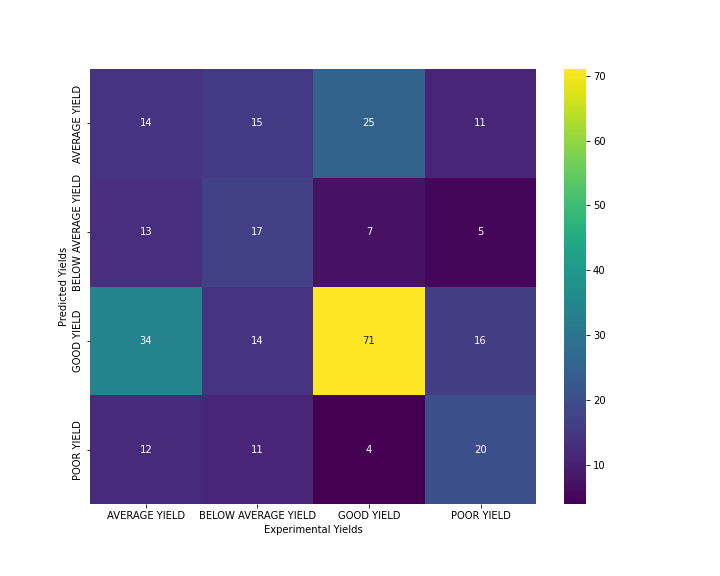 Predicted Yields
AVERAGE YIELD
14 15 25 11
BELOW AVERAGE YIELD
13 17 7 5
GOOD YIELD
34 14 71 16
POOR YIELD
12 11 4 20
AVERAGE YIELD BELOW AVERAGE YIELD GOOD YIELD POOR YIELD
Experimental Yields
70
60
50
40
30
20
10